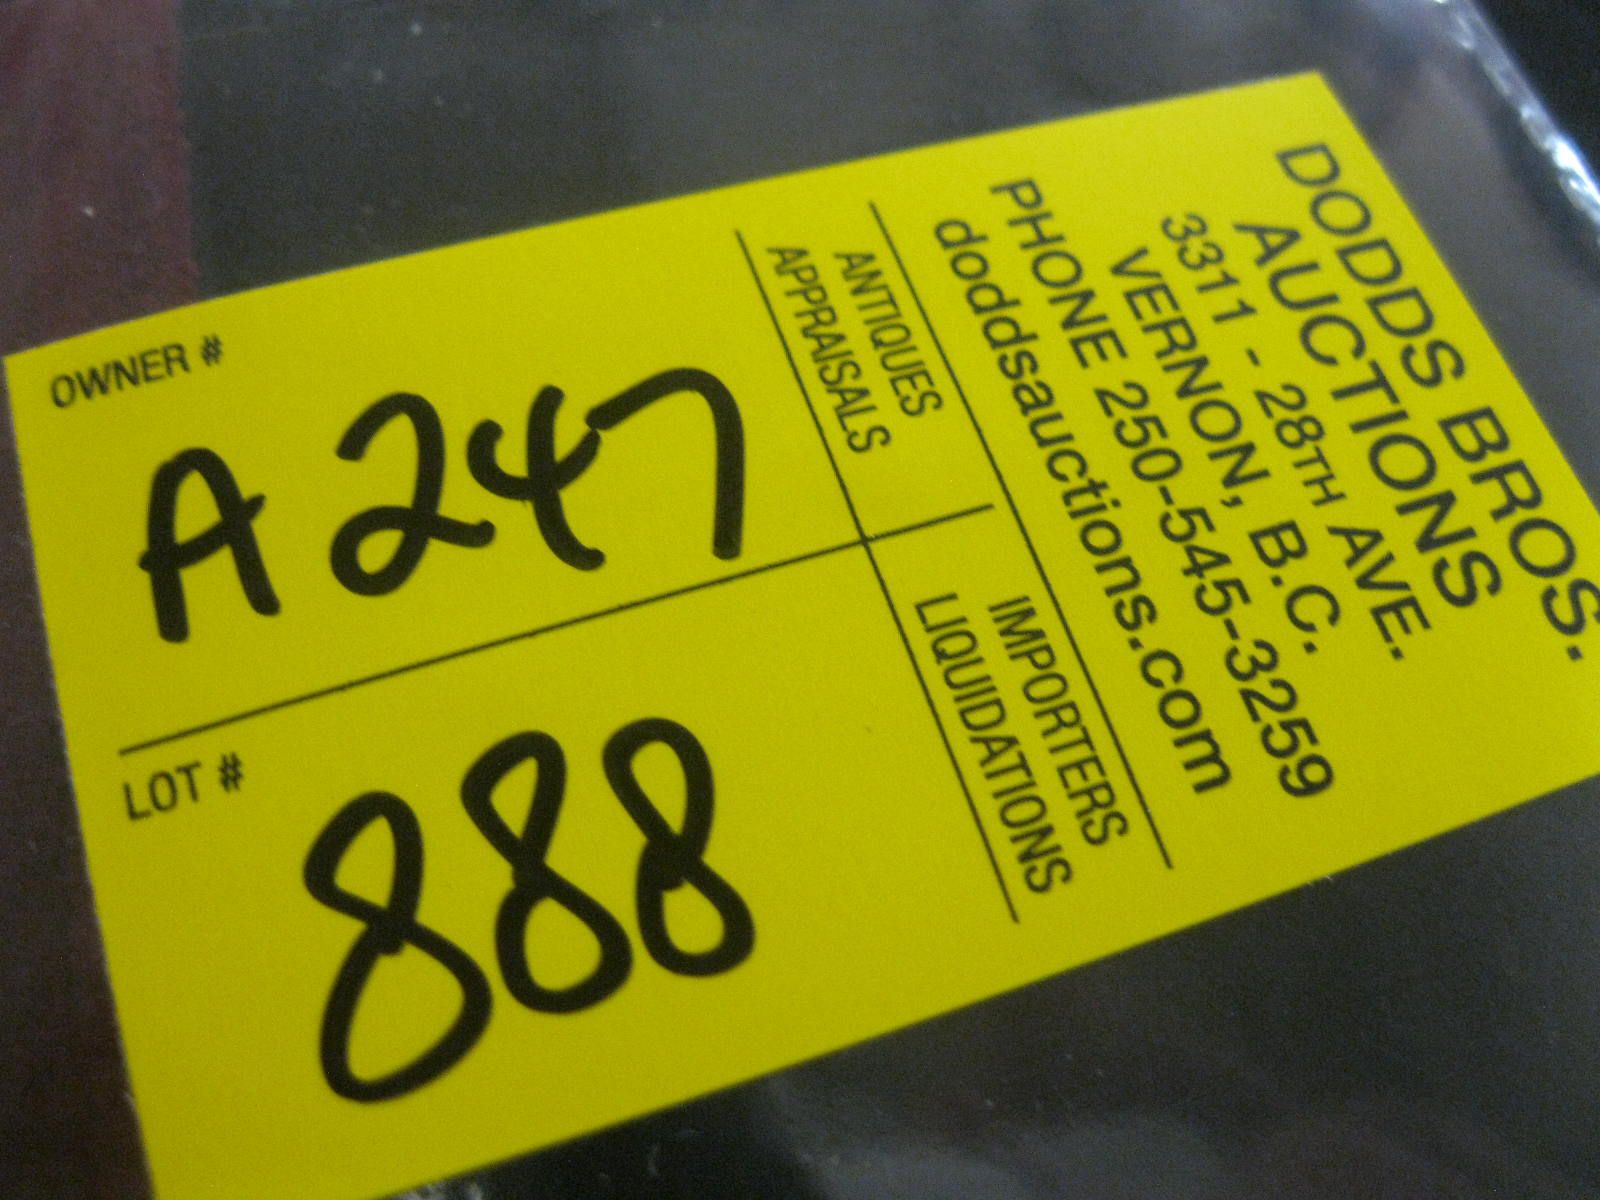 OWNER #
A 247
LOT #
888
DODDS BROS.
AUCTIONS
3311 - 28TH AVE.
VERNON, B.C.
PHONE 250-545-3259
doddsauctions.com
ANTIQUES
APPRAISALS
IMPORTERS
LIQUIDATIONS